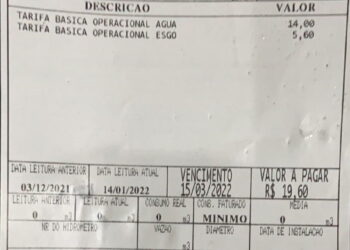 DESCRICAO VALOR
TARIFA BASICA OPERACIONAL AGUA 14,00
TARIFA BASICA OPERACIONAL ESGO 5,60
DATA LEITURA ANTERIOR DATA LEITURA ATUAL VENCIMENTO VALOR A PAGAR
03/12/2021 14/01/2022 15/03/2022 R$ 19,60
LEITURA ANTERIOR LEITURA ATUAL CONSUMO REAL CONS. FATURADO MEDIA
0 m3 0 m3 0 m3 MINIMO m3 0 m3
NR DO HIDROMETRO VAZAO DIAMETRO DATA DE INSTALACAO